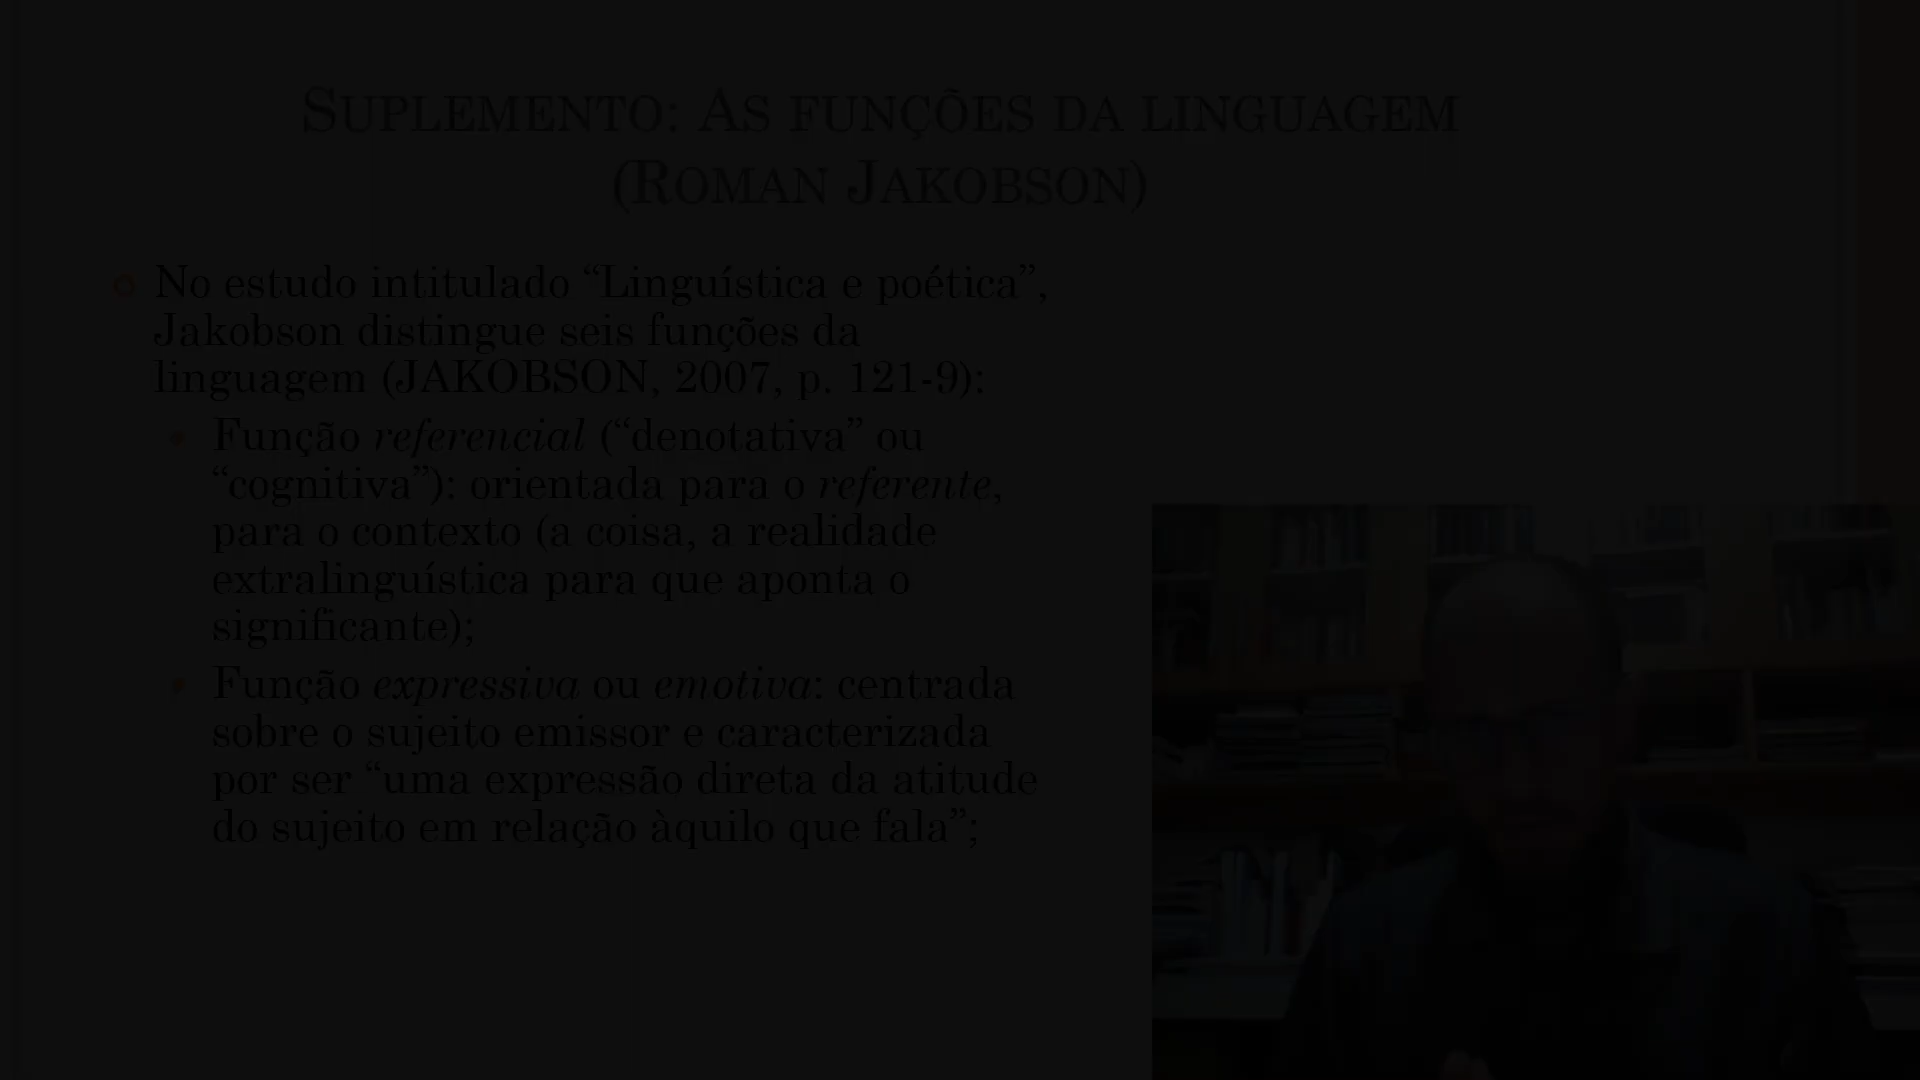 SUPLEMENTO: AS FUNÇÕES DA LINGUAGEM
(ROMAN JAKOBSON)
No estudo intitulado “Linguística e poética”,
Jakobson distingue seis funções da
linguagem (JAKOBSON, 2007, p. 121-9):
Função referencial (“denotativa” ou
“cognitiva”): orientada para o referente,
para o contexto (a coisa, a realidade
extralinguística para que aponta o
significante);
Função expressiva ou emotiva: centrada
sobre o sujeito emissor e caracterizada
por ser “uma expressão direta da atitude
do sujeito em relação àquilo que fala”;